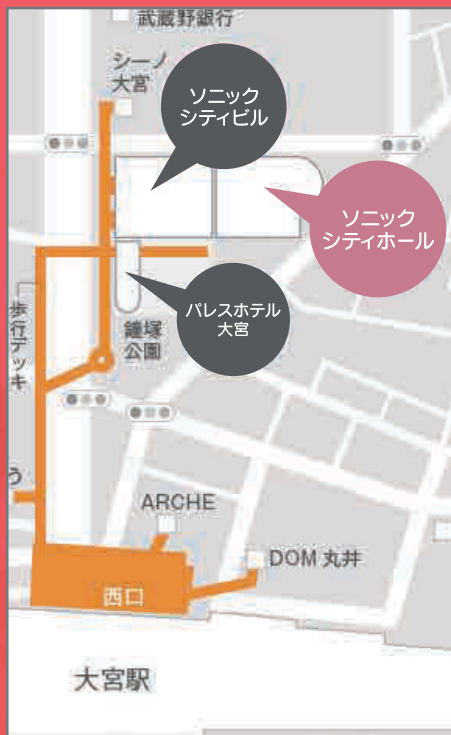 武蔵野銀行
シーノ
大宮
ソニック
シティビル
ソニック
シティホール
パレスホテル
大宮
鐘塚
公園
歩行デッキ
う
ARCHE
DOM 丸井
西口
大宮駅